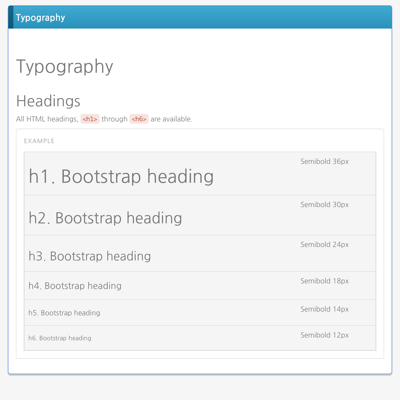 Typography
Typography
Headings
All HTML headings, <h1> through <h6> are available.
EXAMPLE
h1. Bootstrap heading Semibold 36px
h2. Bootstrap heading Semibold 30px
h3. Bootstrap heading Semibold 24px
h4. Bootstrap heading Semibold 18px
h5. Bootstrap heading Semibold 14px
h6. Bootstrap heading Semibold 12px